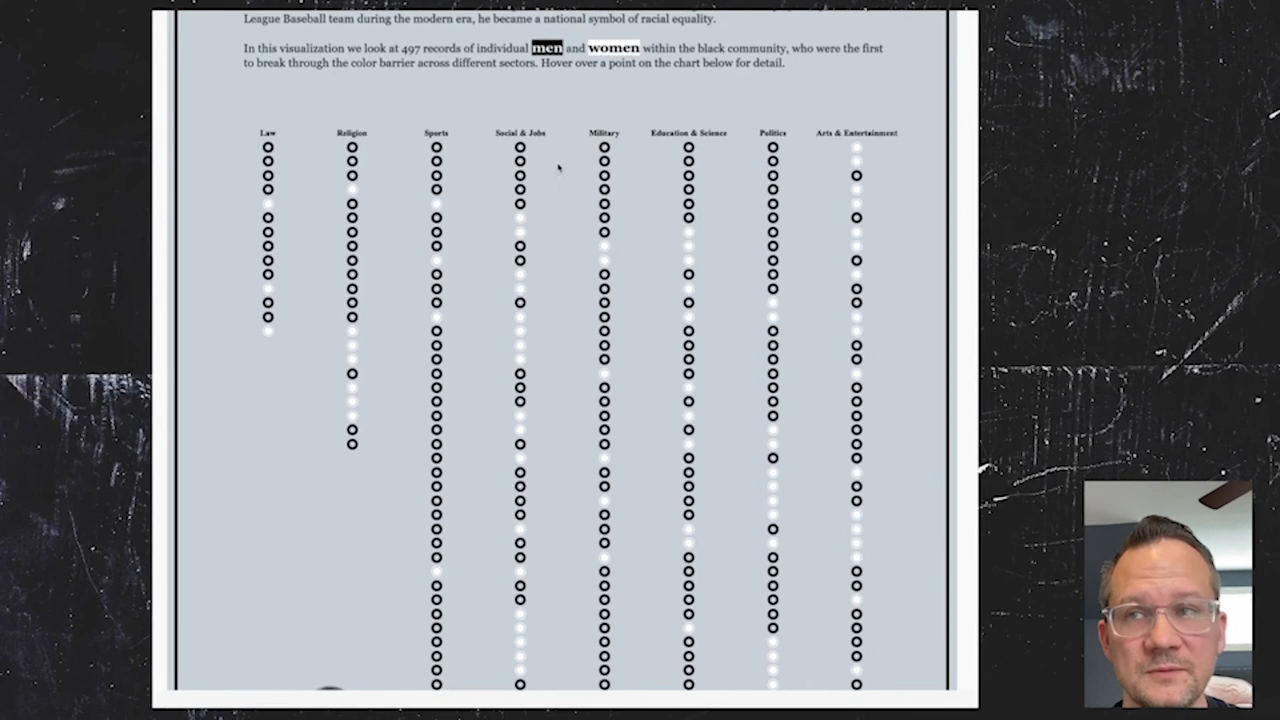 League Baseball team during the modern era, he became a national symbol of racial equality.
In this visualization we look at 497 records of individual men and women within the black community, who were the first
to break through the color barrier across different sectors. Hover over a point on the chart below for detail.
Law Religion Sports Social & Jobs Military Education & Science Politics Arts & Entertainment